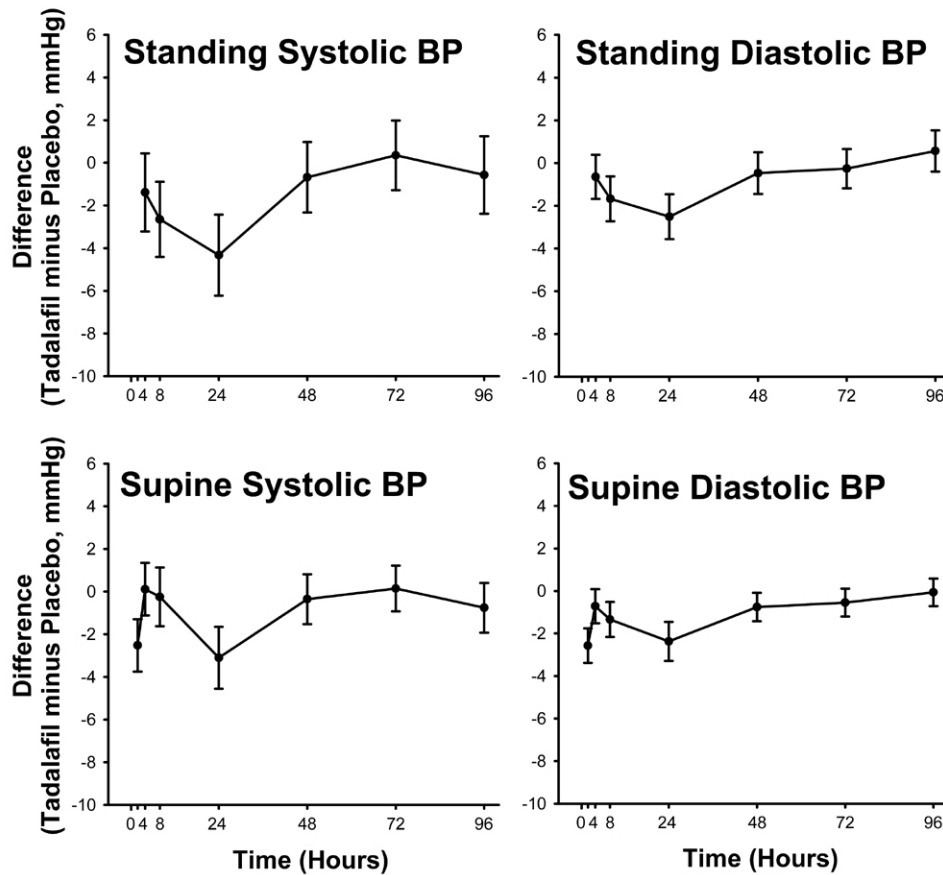 Standing Systolic BP
Difference
(Tadalafil minus Placebo, mmHg)
6
4
2
0
-2
-4
-6
-8
-10
0 4 8 24 48 72 96
Standing Diastolic BP
6
4
2
0
-2
-4
-6
-8
-10
0 4 8 24 48 72 96
Supine Systolic BP
Difference
(Tadalafil minus Placebo, mmHg)
6
4
2
0
-2
-4
-6
-8
-10
0 4 8 24 48 72 96
Time (Hours)
Supine Diastolic BP
6
4
2
0
-2
-4
-6
-8
-10
0 4 8 24 48 72 96
Time (Hours)